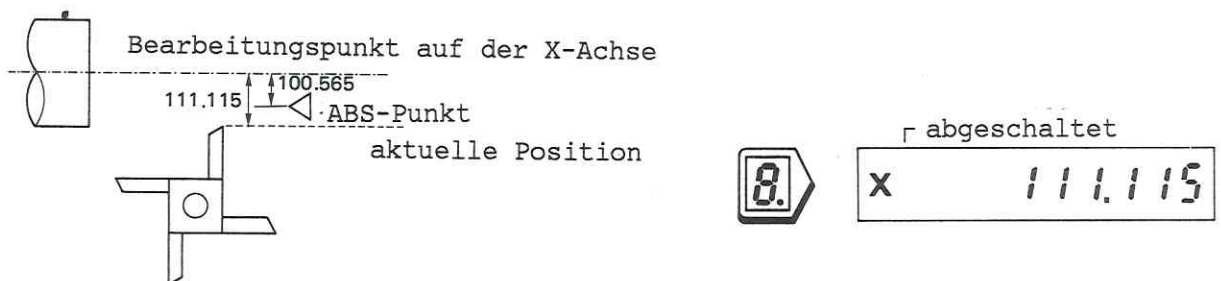 Bearbeitungspunkt auf der X-Achse
100.565
111.115
ABS-Punkt
aktuelle Position
abgeschaltet
8.
X 111.115